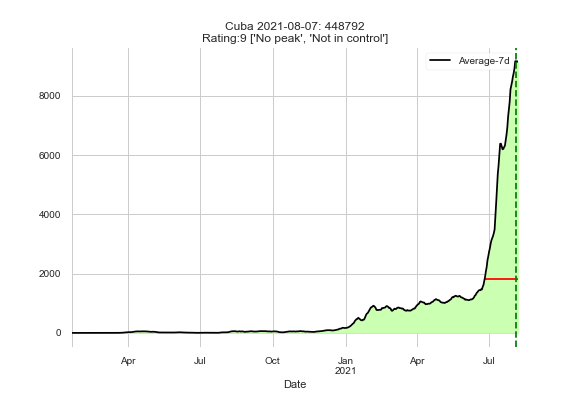 Cuba 2021-08-07: 448792
Rating:9 ['No peak', 'Not in control']
Average-7d
8000
6000
4000
2000
0
Apr
Jul
Oct
Jan
2021
Apr
Jul
Date